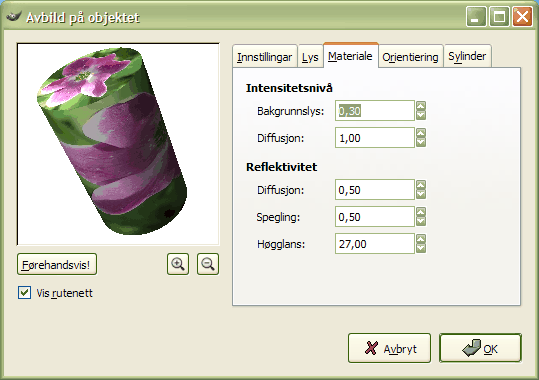 Avbild på objektet
Innstillingar Lys Materiale Orientiering Sylinder
Intensitetsnivå
Bakgrunnslys: 0,30
Diffusjon: 1,00
Reflektivitet
Diffusjon: 0,50
Spegling: 0,50
Høgglans: 27,00
Førehandsvis!
Vis rutenett
Avbryt OK